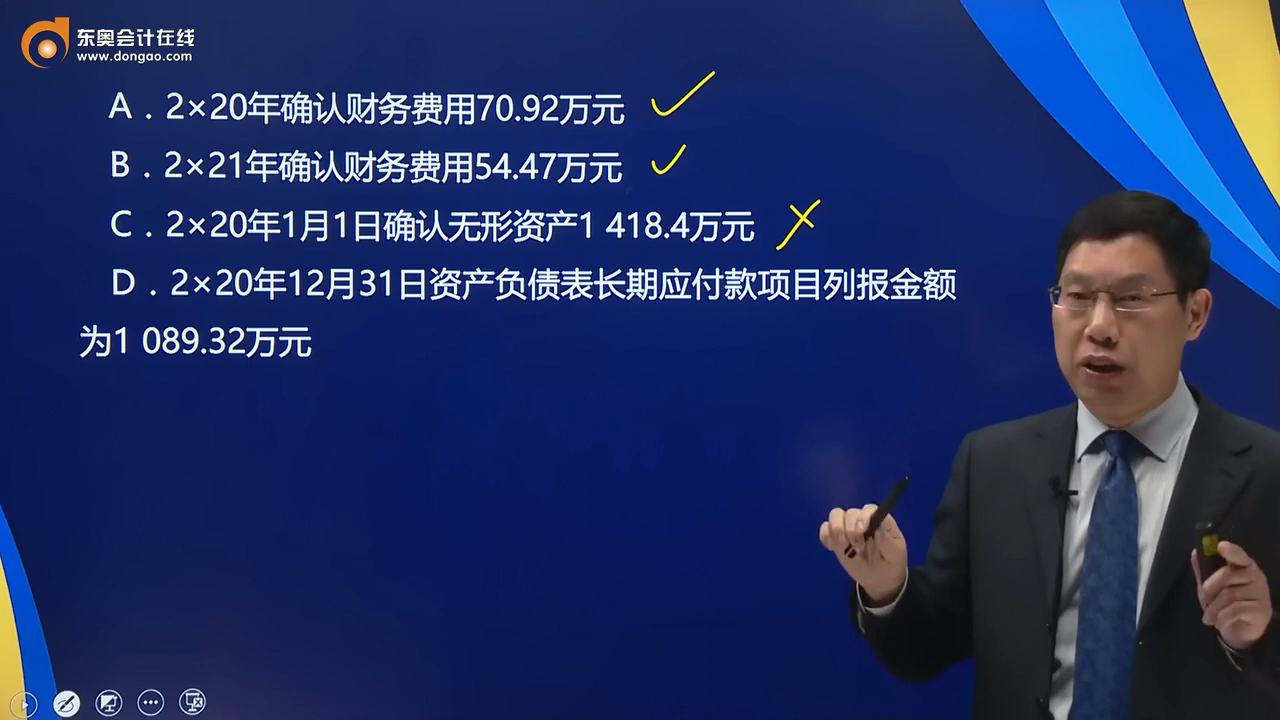 东奥会计在线
www.dongao.com
A．2×20年确认财务费用70.92万元
B．2×21年确认财务费用54.47万元
C．2×20年1月1日确认无形资产1 418.4万元
D．2×20年12月31日资产负债表长期应付款项目列报金额
为1 089.32万元